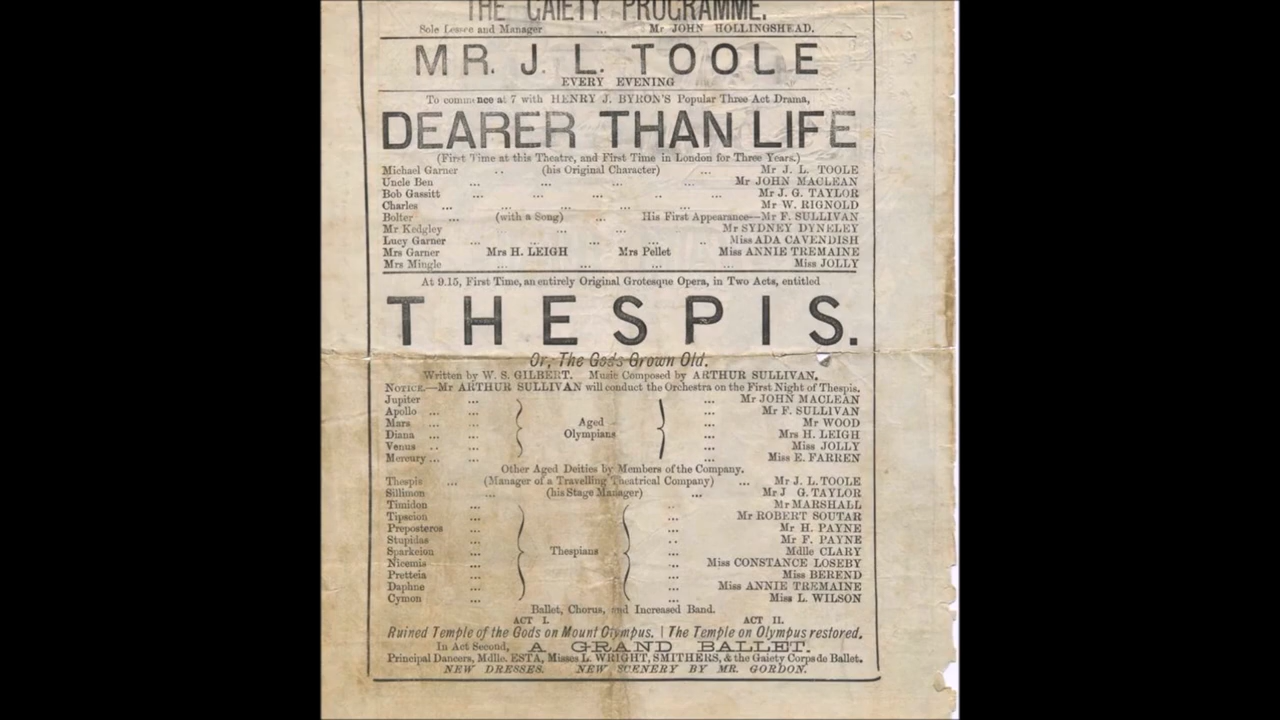 THE GAIETY PROGRAMME.
Sole Lessee and Manager ... Mr JOHN HOLLINGSHEAD.
MR. J. L. TOOLE
EVERY EVENING
To commence at 7 with HENRY J. BYRON'S Popular Three Act Drama,
DEARER THAN LIFE
(First Time at this Theatre, and First Time in London for Three Years.)
Michael Garner .. (his Original Character) ... Mr J. L. TOOLE
Uncle Ben ... ... ... ... Mr JOHN MACLEAN
Bob Gassitt ... ... ... .. ... Mr J. G. TAYLOR
Charles ... ... ... ... ... Mr W. RIGNOLD
Bolter ... (with a Song) ... His First Appearance—Mr F. SULLIVAN
Mr Kedgley ... ... ... Mr SYDNEY DYNELEY
Lucy Garner ... ... ... ... .. Miss ADA CAVENDISH
Mrs Garner Mrs H. LEIGH Mrs Pellet Miss ANNIE TREMAINE
Mrs Mingle ... ... ... ... Miss JOLLY
At 9.15, First Time, an entirely Original Grotesque Opera, in Two Acts, entitled
THESPIS.
Or, The Gods Grown Old.
Written by W. S. GILBERT. Music Composed by ARTHUR SULLIVAN.
NOTICE.—Mr ARTHUR SULLIVAN will conduct the Orchestra on the First Night of Thespis.
Jupiter ... ... Mr JOHN MACLEAN
Apollo ... ... ... Mr F. SULLIVAN
Mars ... ... Aged ... Mr WOOD
Diana ... ... Olympians ... Mrs H. LEIGH
Venus .. ... ... Miss JOLLY
Mercury ... ... ... Miss E. FARREN
Other Aged Deities by Members of the Company.
Thespis ... (Manager of a Travelling Theatrical Company) ... Mr J. L. TOOLE
Sillimon ... (his Stage Manager) ... Mr J G. TAYLOR
Timidon ... .. Mr MARSHALL
Tipseion ... ... Mr ROBERT SOUTAR
Preposteros ... ... Mr H. PAYNE
Stupidas ... .. Mr F. PAYNE
Sparkeion ... Thespians ... Mdlle CLARY
Nicemis ... ... Miss CONSTANCE LOSEBY
Pretteia ... ... Miss BEREND
Daphne ... ... Miss ANNIE TREMAINE
Cymon ... ... Miss L. WILSON
Ballet, Chorus, and Increased Band.
ACT I. ACT II.
Ruined Temple of the Gods on Mount Olympus. | The Temple on Olympus restored.
In Act Second, A GRAND BALLET.
Principal Dancers, Mdlle. ESTA, Misses L. WRIGHT, SMITHERS, & the Gaiety Corps de Ballet.
NEW DRESSES. NEW SCENERY BY MR. GORDON.